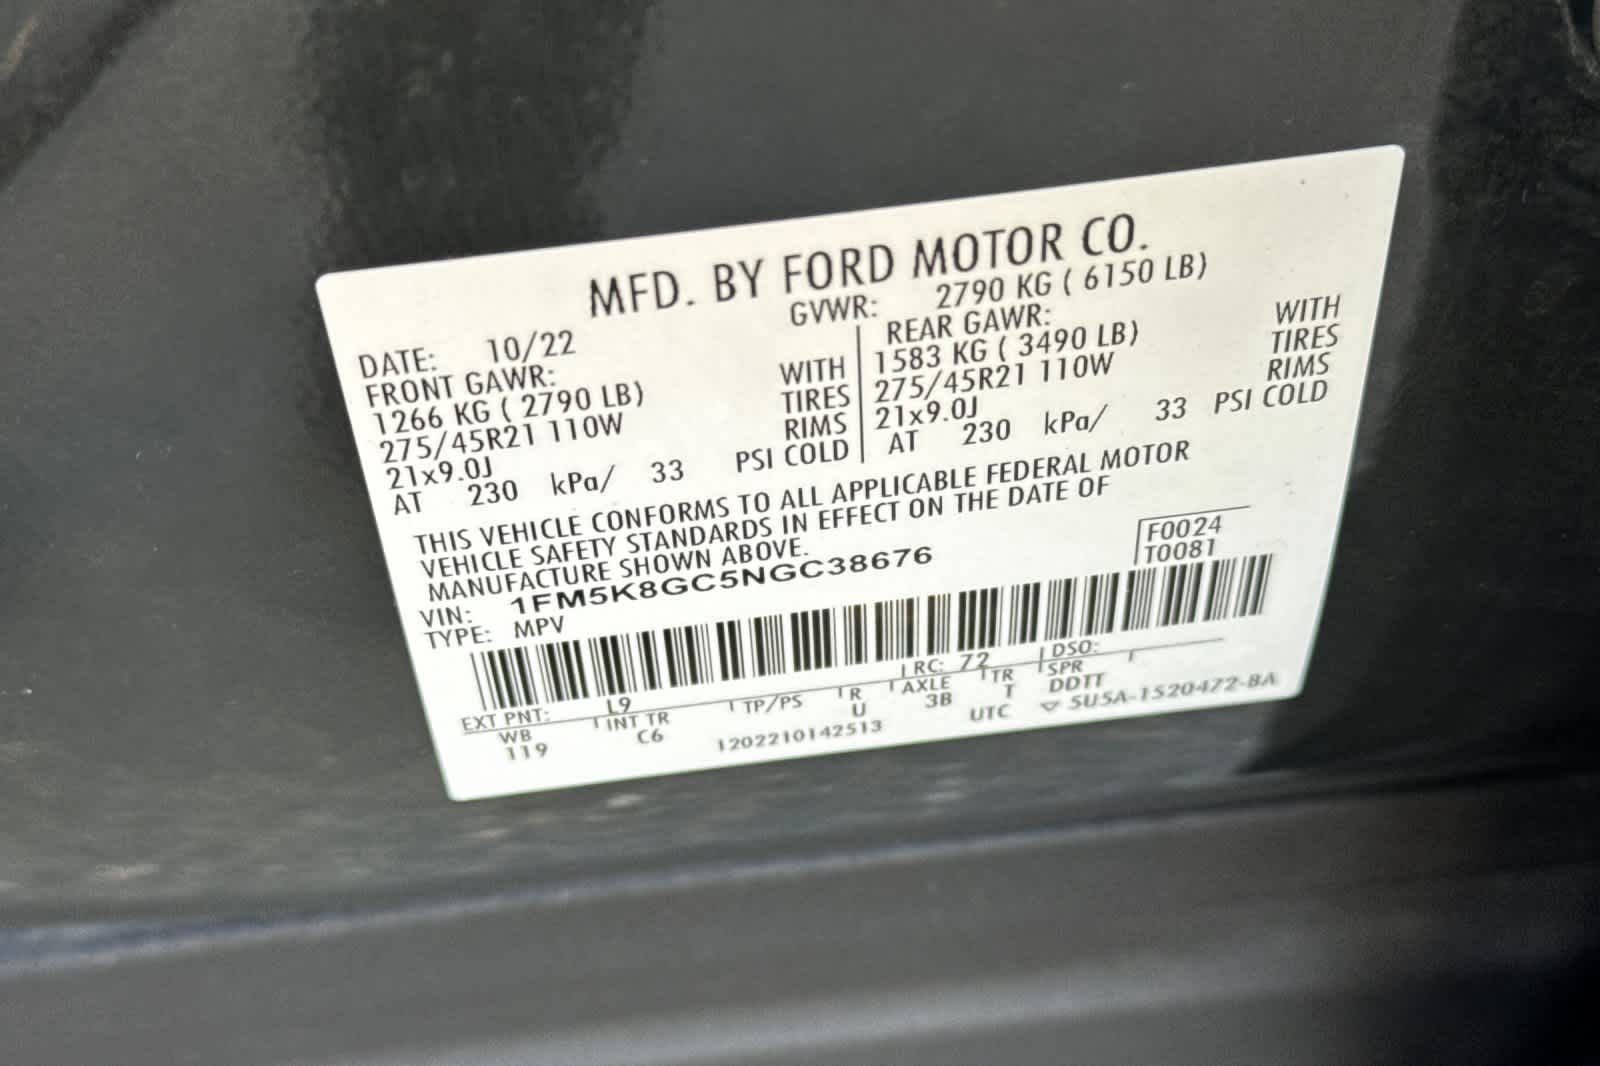 MFD. BY FORD MOTOR CO.
DATE: 10/22 GVWR: 2790 KG ( 6150 LB)
FRONT GAWR: REAR GAWR:
1266 KG ( 2790 LB) WITH 1583 KG ( 3490 LB) WITH
275/45R21 110W TIRES 275/45R21 110W TIRES
21x9.0J RIMS 21x9.0J RIMS
AT 230 kPa/ 33 PSI COLD AT 230 kPa/ 33 PSI COLD
THIS VEHICLE CONFORMS TO ALL APPLICABLE FEDERAL MOTOR
VEHICLE SAFETY STANDARDS IN EFFECT ON THE DATE OF
MANUFACTURE SHOWN ABOVE.
F0024
VIN: 1FM5K8GC5NGC38676
T0081
TYPE: MPV
EXT PNT: L9 RC: 72 DSO:
WB INT TR TP/PS R AXLE TR SPR
119 C6 U 3B T DDTT
1202210142513 UTC ▽ 5U5A-1520472-BA